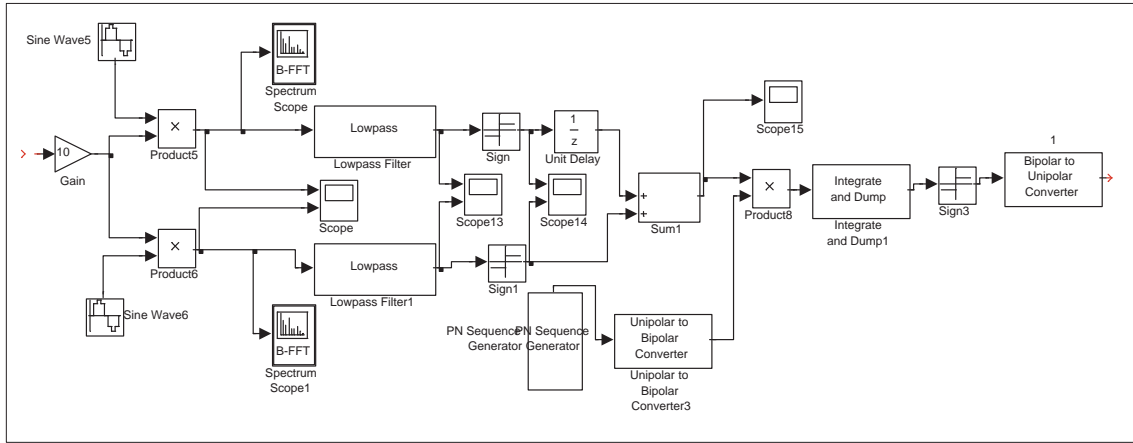 Sine Wave5
B-FFT
Spectrum
Scope
×
Product5
10
Gain
Lowpass
Lowpass Filter
Sign
1
z
Unit Delay
Scope15
1
Bipolar to
Unipolar
Converter
Scope
Scope13
Scope14
+
+
Sum1
×
Product8
Integrate
and Dump
Integrate
and Dump1
Sign3
×
Product6
Lowpass
Lowpass Filter1
Sign1
Sine Wave6
B-FFT
Spectrum
Scope1
PN Sequence
Generator
PN Sequence
Generator
Unipolar to
Bipolar
Converter
Unipolar to
Bipolar
Converter3